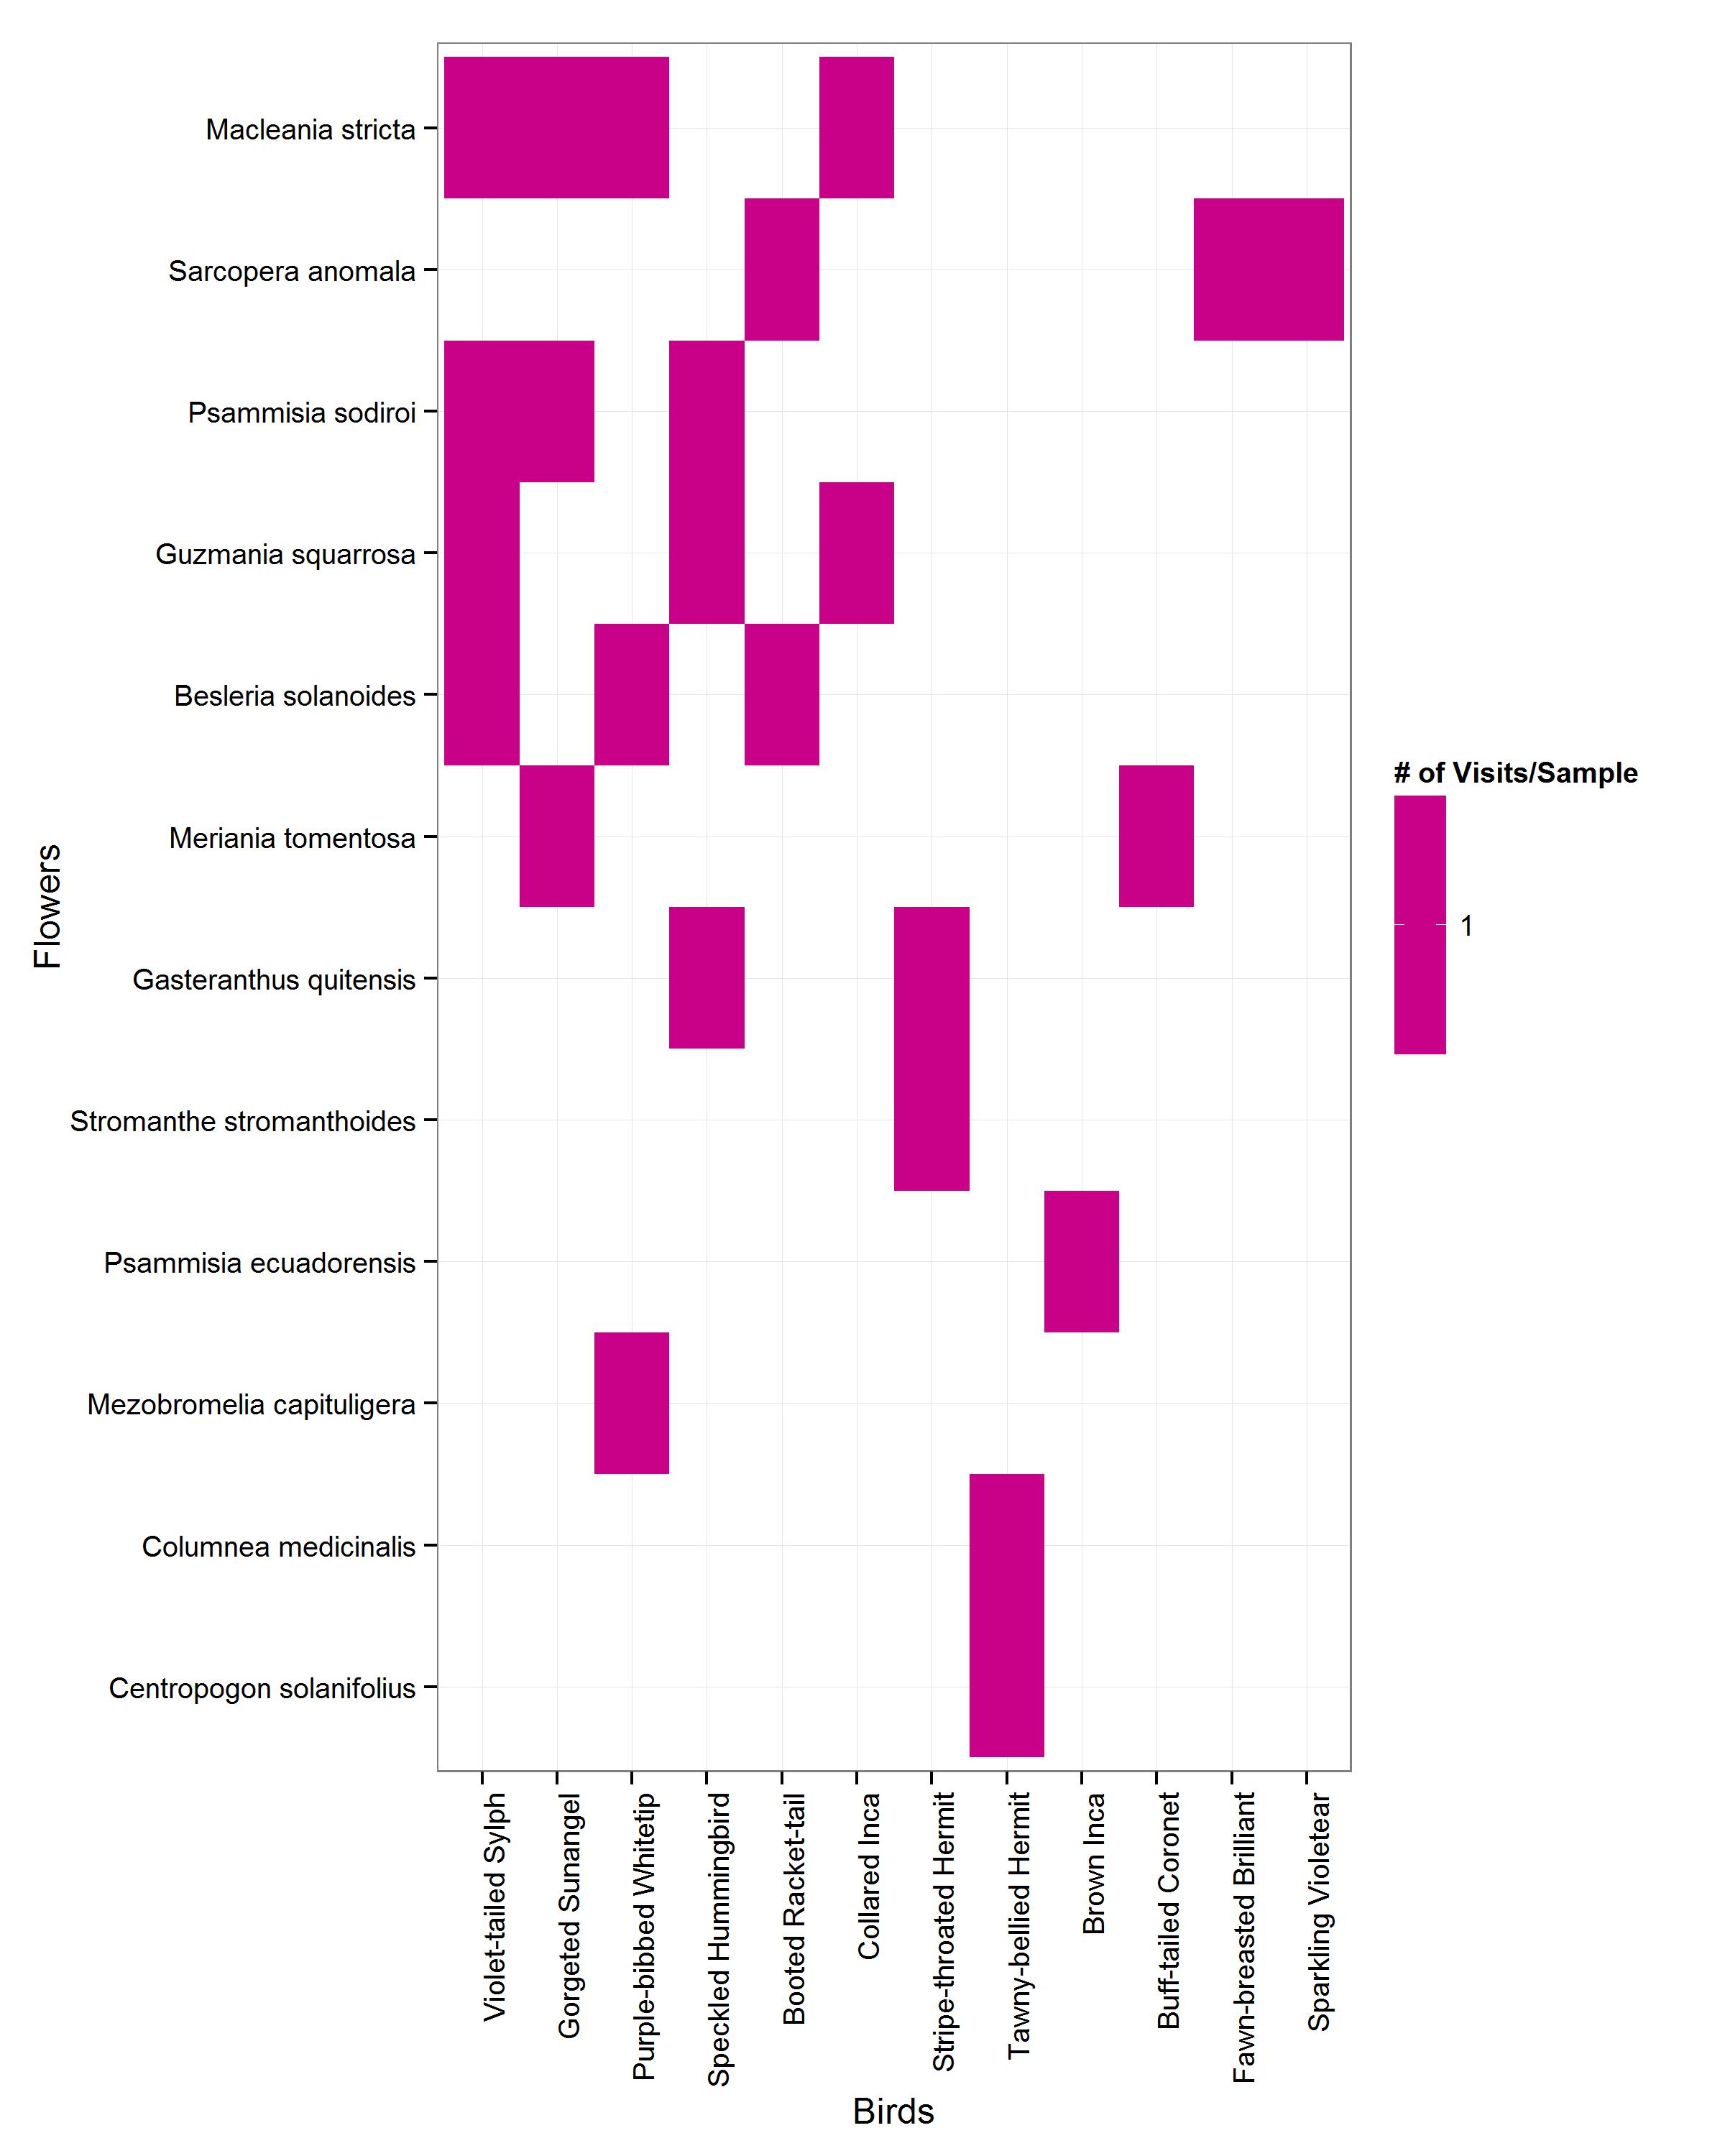 Macleania stricta
Sarcopera anomala
Psammisia sodiroi
Guzmania squarrosa
Besleria solanoides
Meriania tomentosa
Gasteranthus quitensis
Stromanthe stromanthoides
Psammisia ecuadorensis
Mezobromelia capituligera
Columnea medicinalis
Centropogon solanifolius
Flowers
Violet-tailed Sylph
Gorgeted Sunangel
Purple-bibbed Whitetip
Speckled Hummingbird
Booted Racket-tail
Collared Inca
Stripe-throated Hermit
Tawny-bellied Hermit
Brown Inca
Buff-tailed Coronet
Fawn-breasted Brilliant
Sparkling Violetear
Birds
# of Visits/Sample
1